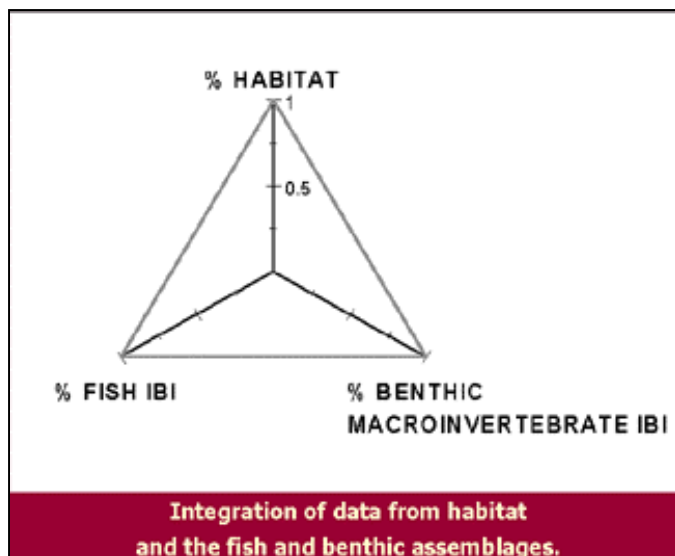 % HABITAT
1
0.5
% FISH IBI
% BENTHIC
MACROINVERTEBRATE IBI
Integration of data from habitat
and the fish and benthic assemblages.